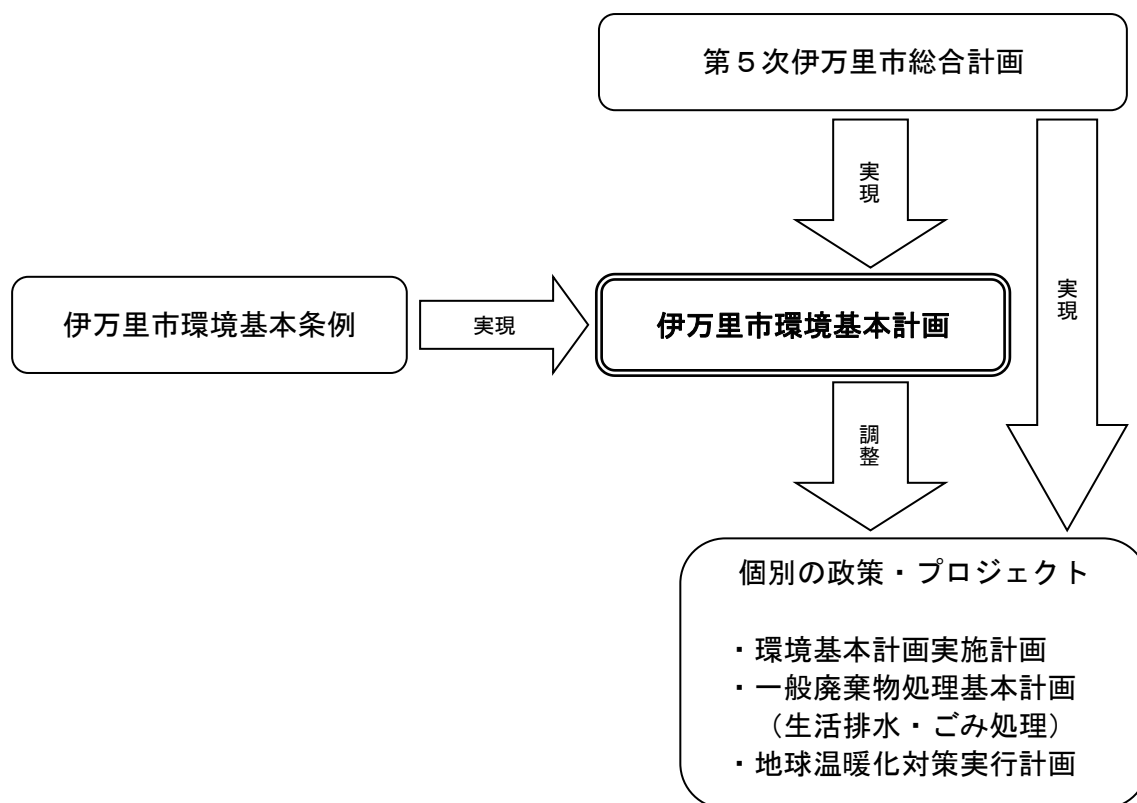 第５次伊万里市総合計画
実現
実現
伊万里市環境基本条例
実現
伊万里市環境基本計画
調整
個別の政策・プロジェクト
・環境基本計画実施計画
・一般廃棄物処理基本計画
（生活排水・ごみ処理）
・地球温暖化対策実行計画